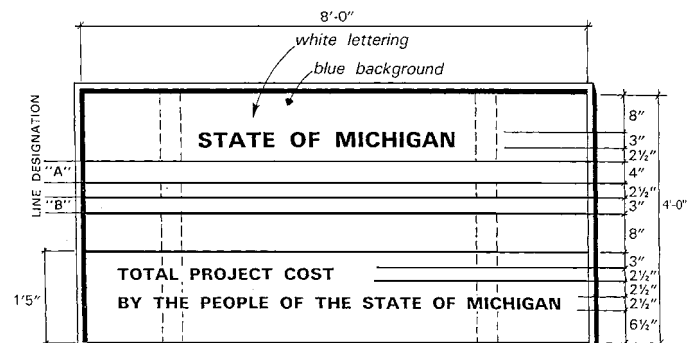 8'-0"
white lettering
blue background
LINE DESIGNATION
STATE OF MICHIGAN
8"
3"
2½"
"A"
4"
2½"
"B"
3"
4'-0"
8"
3"
TOTAL PROJECT COST
2½"
2½"
1'5"
BY THE PEOPLE OF THE STATE OF MICHIGAN
2½"
6½"